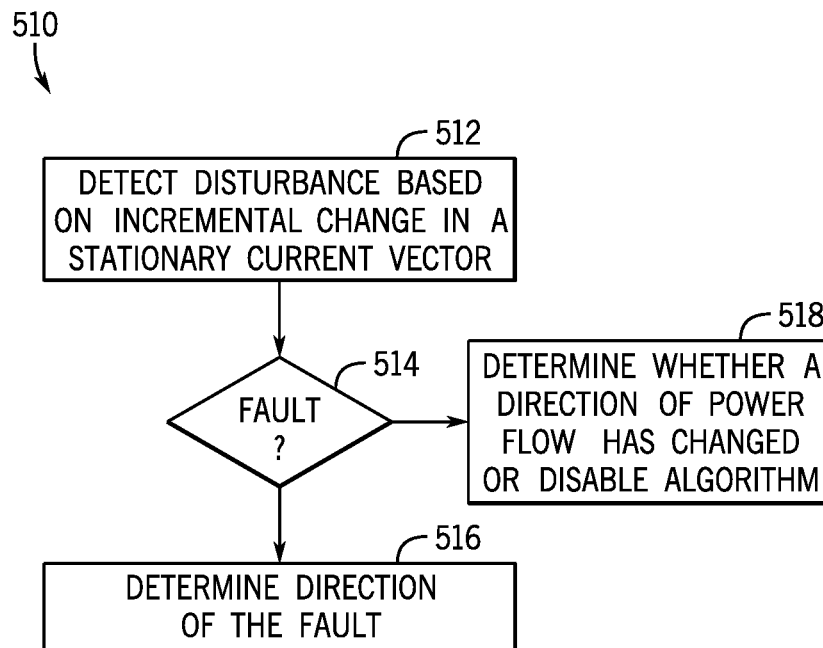 510
512
DETECT DISTURBANCE BASED
ON INCREMENTAL CHANGE IN A
STATIONARY CURRENT VECTOR
514
FAULT
?
518
DETERMINE WHETHER A
DIRECTION OF POWER
FLOW HAS CHANGED
OR DISABLE ALGORITHM
516
DETERMINE DIRECTION
OF THE FAULT